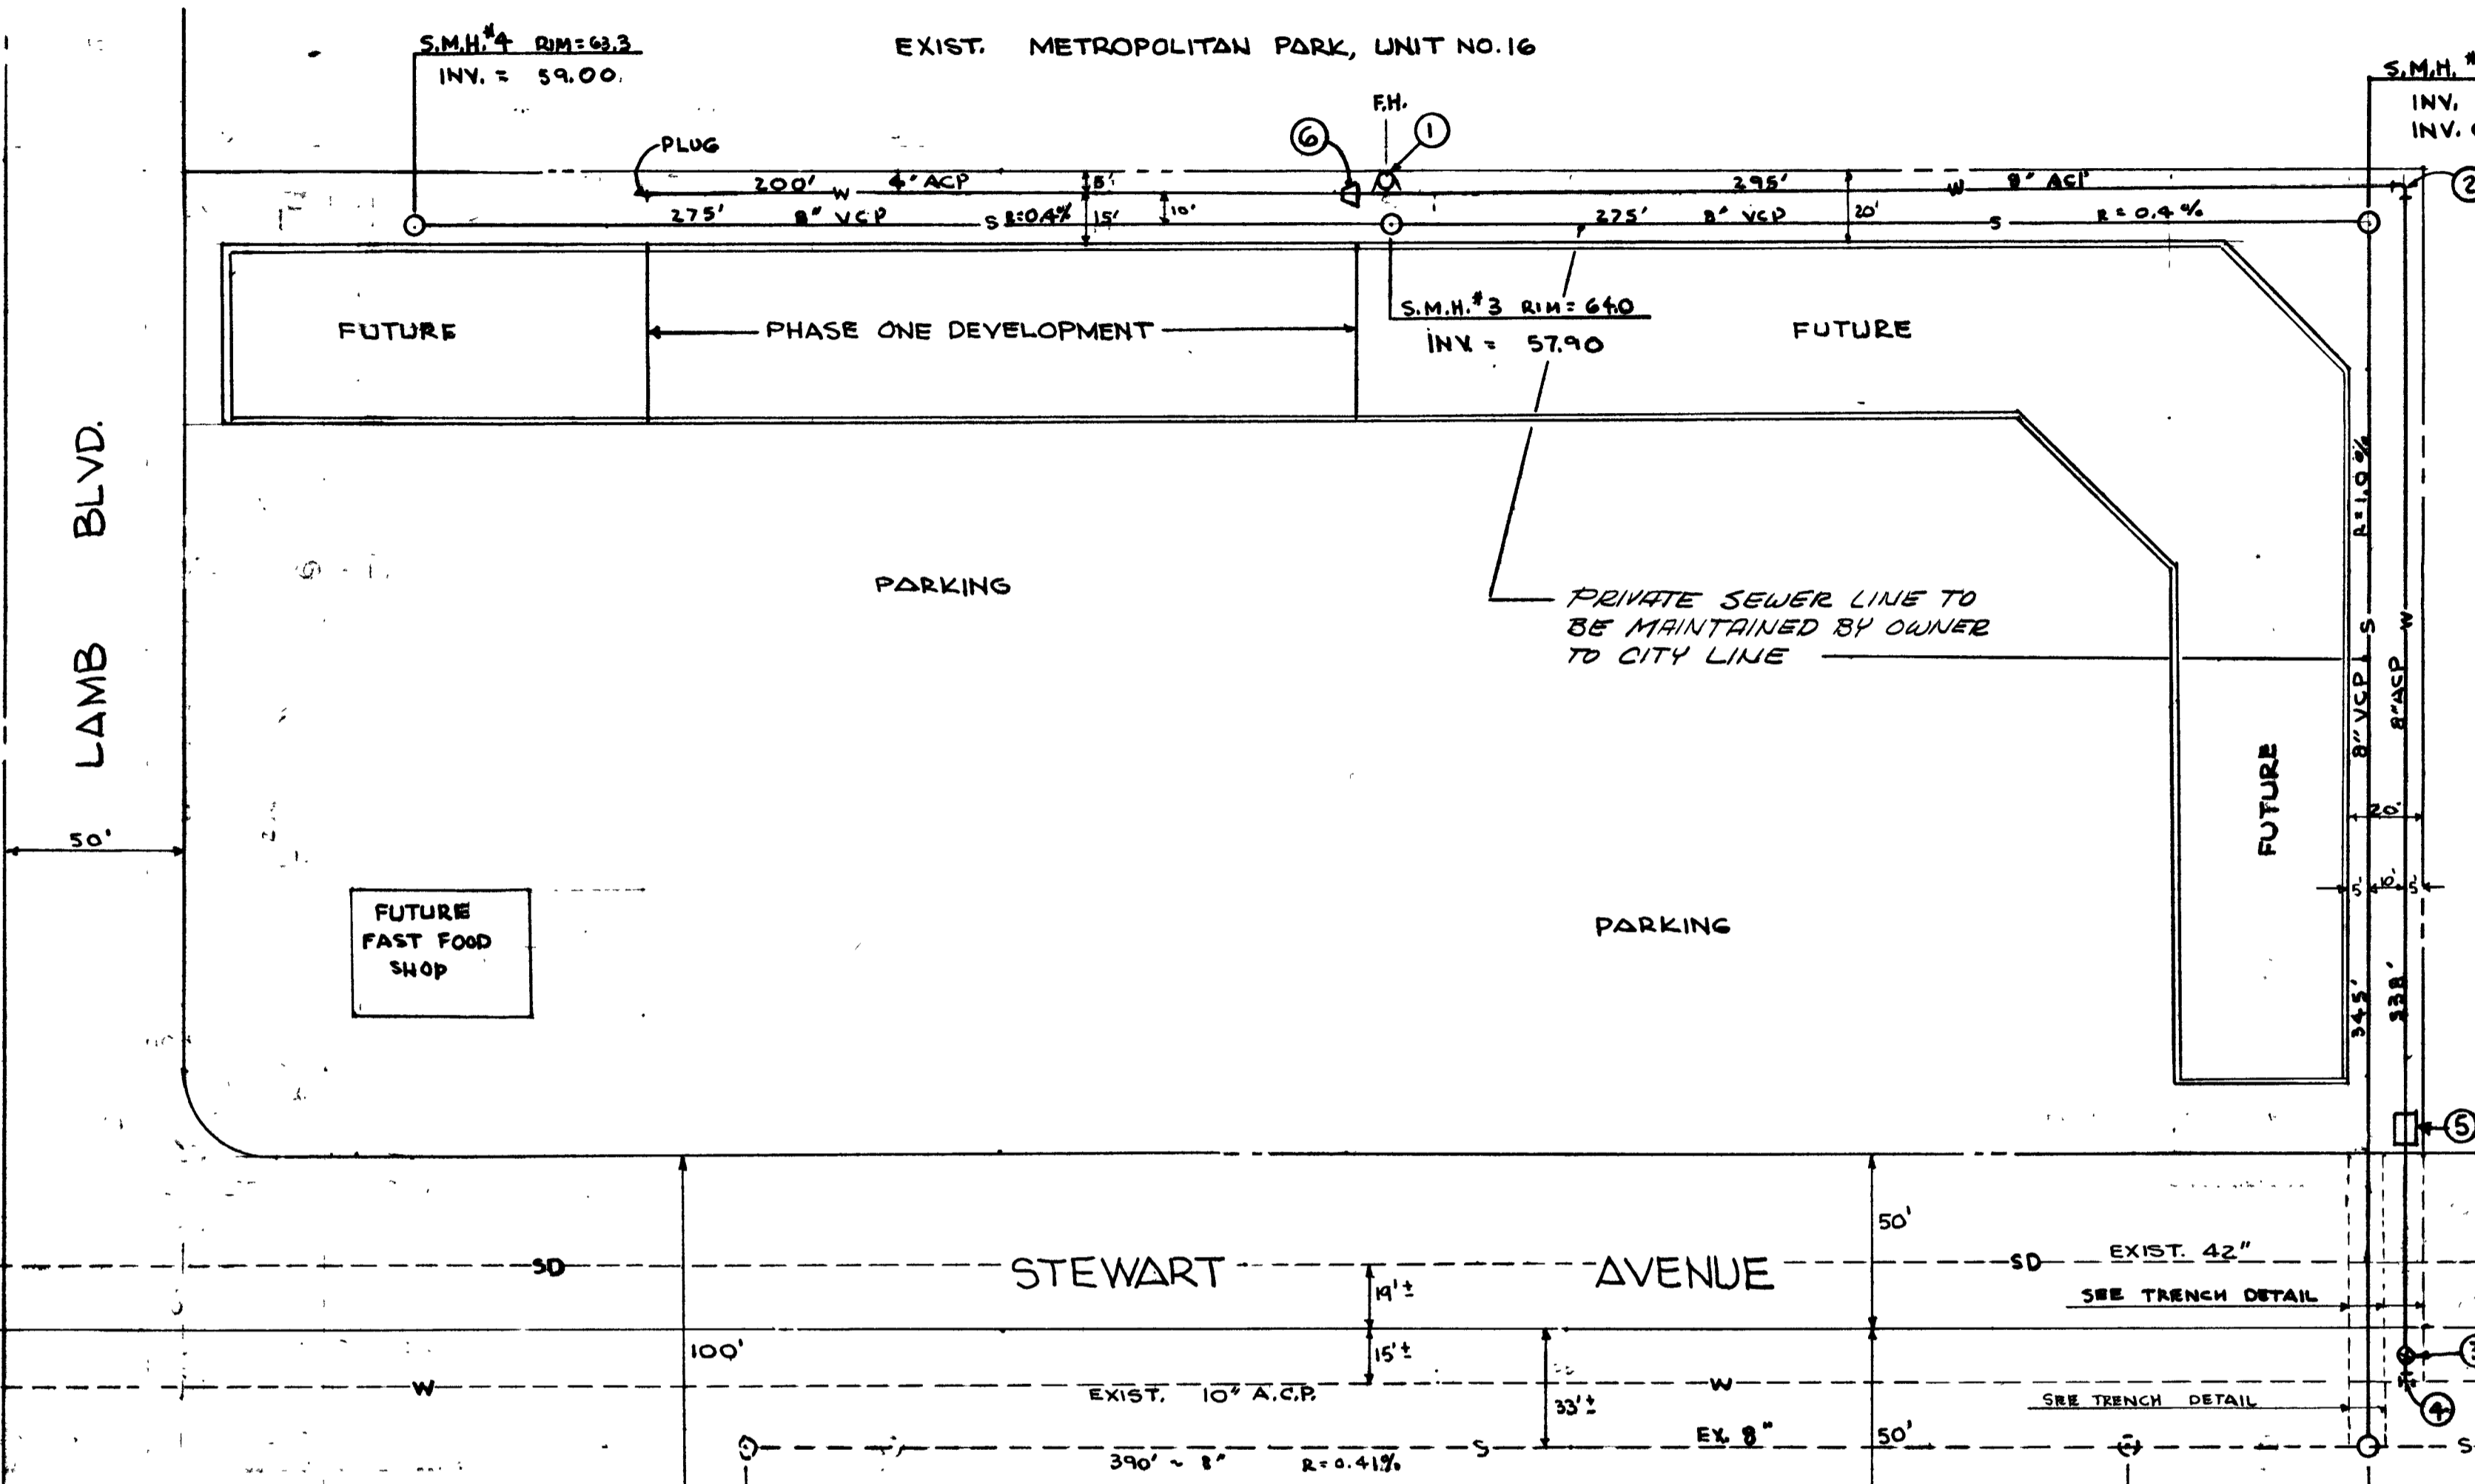 S.M.H.#4 RIM=63.3
INV. = 59.00
EXIST. METROPOLITAN PARK, UNIT NO.16
S.M.H. #
INV.
INV.
F.H.
6
1
PLUG
200' W 4" ACP
5'
295' W 8" ACP
2
275' 8" VCP S R=0.4%
15'
10'
275' 8" VCP S R=0.4%
20'
S.M.H.#3 RIM=64.0
INV. = 57.90
FUTURE
PHASE ONE DEVELOPMENT
FUTURE
LAMB BLVD.
R=1.0%
PARKING
PRIVATE SEWER LINE TO
BE MAINTAINED BY OWNER
TO CITY LINE
8" VCP S
8" ACP W
FUTURE
20'
50'
5'
10'
5'
FUTURE
FAST FOOD
SHOP
PARKING
345'
338'
5
50'
SD
STEWART AVENUE
SD
EXIST. 42"
19'±
SEE TRENCH DETAIL
100'
15'±
3
W
EXIST. 10" A.C.P.
W
33'±
SEE TRENCH DETAIL
4
EX. 8"
50'
S
S
390' ~ 8" R=0.41%